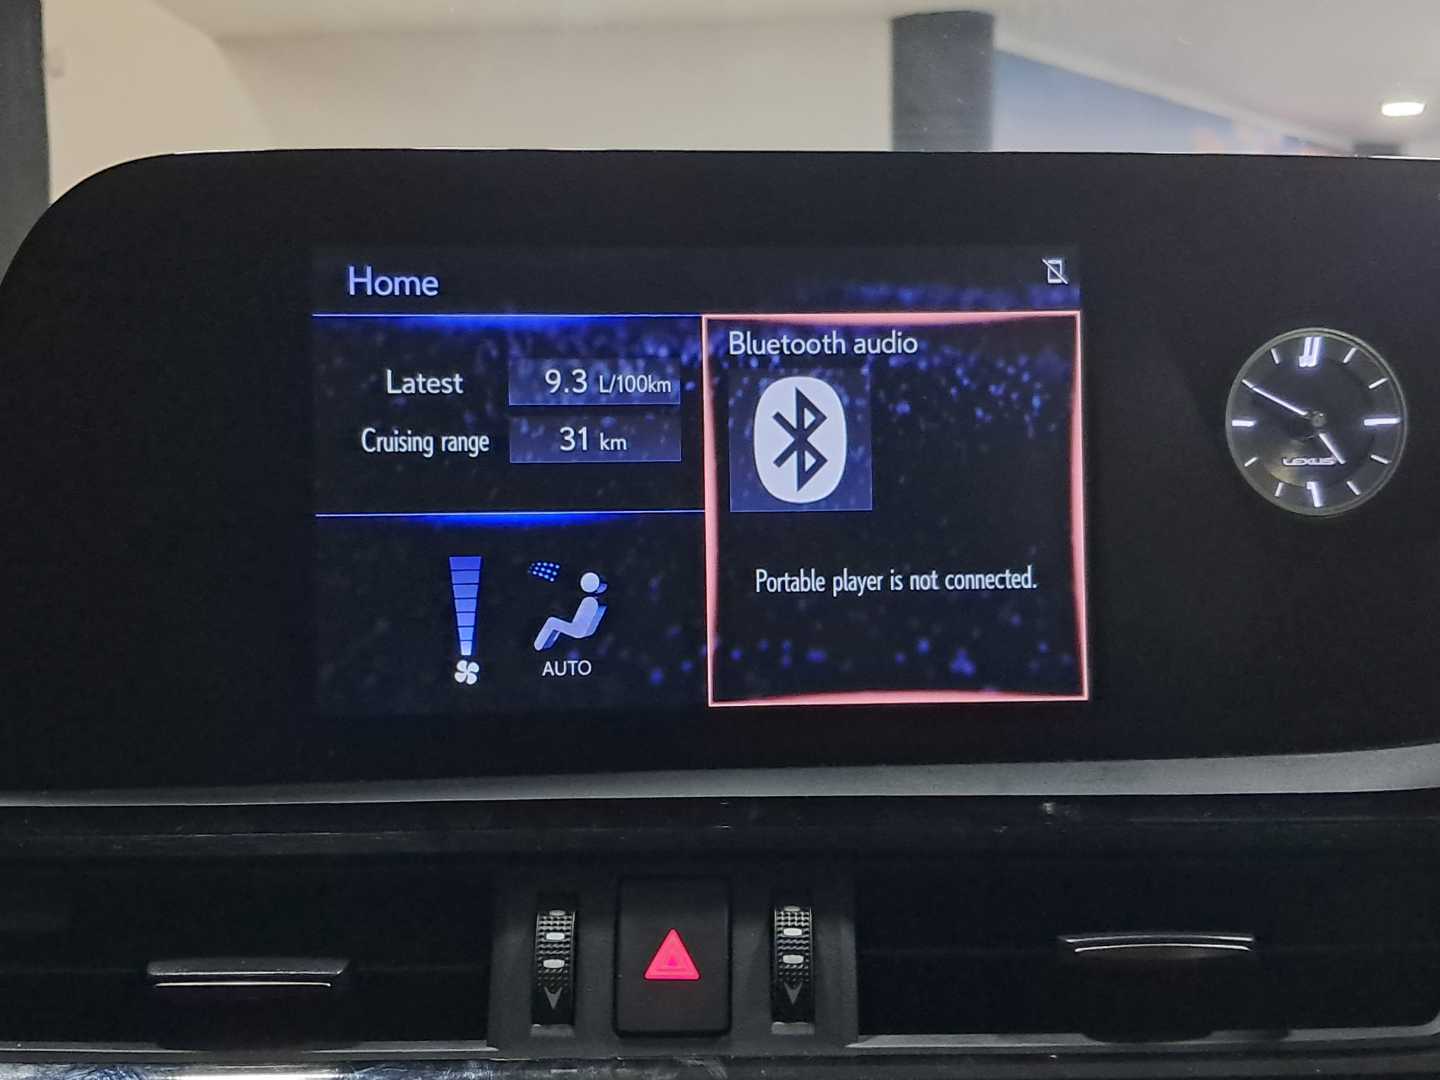 Home
Latest 9.3 L/100km
Cruising range 31 km
AUTO
Bluetooth audio
Portable player is not connected.
LEXUS